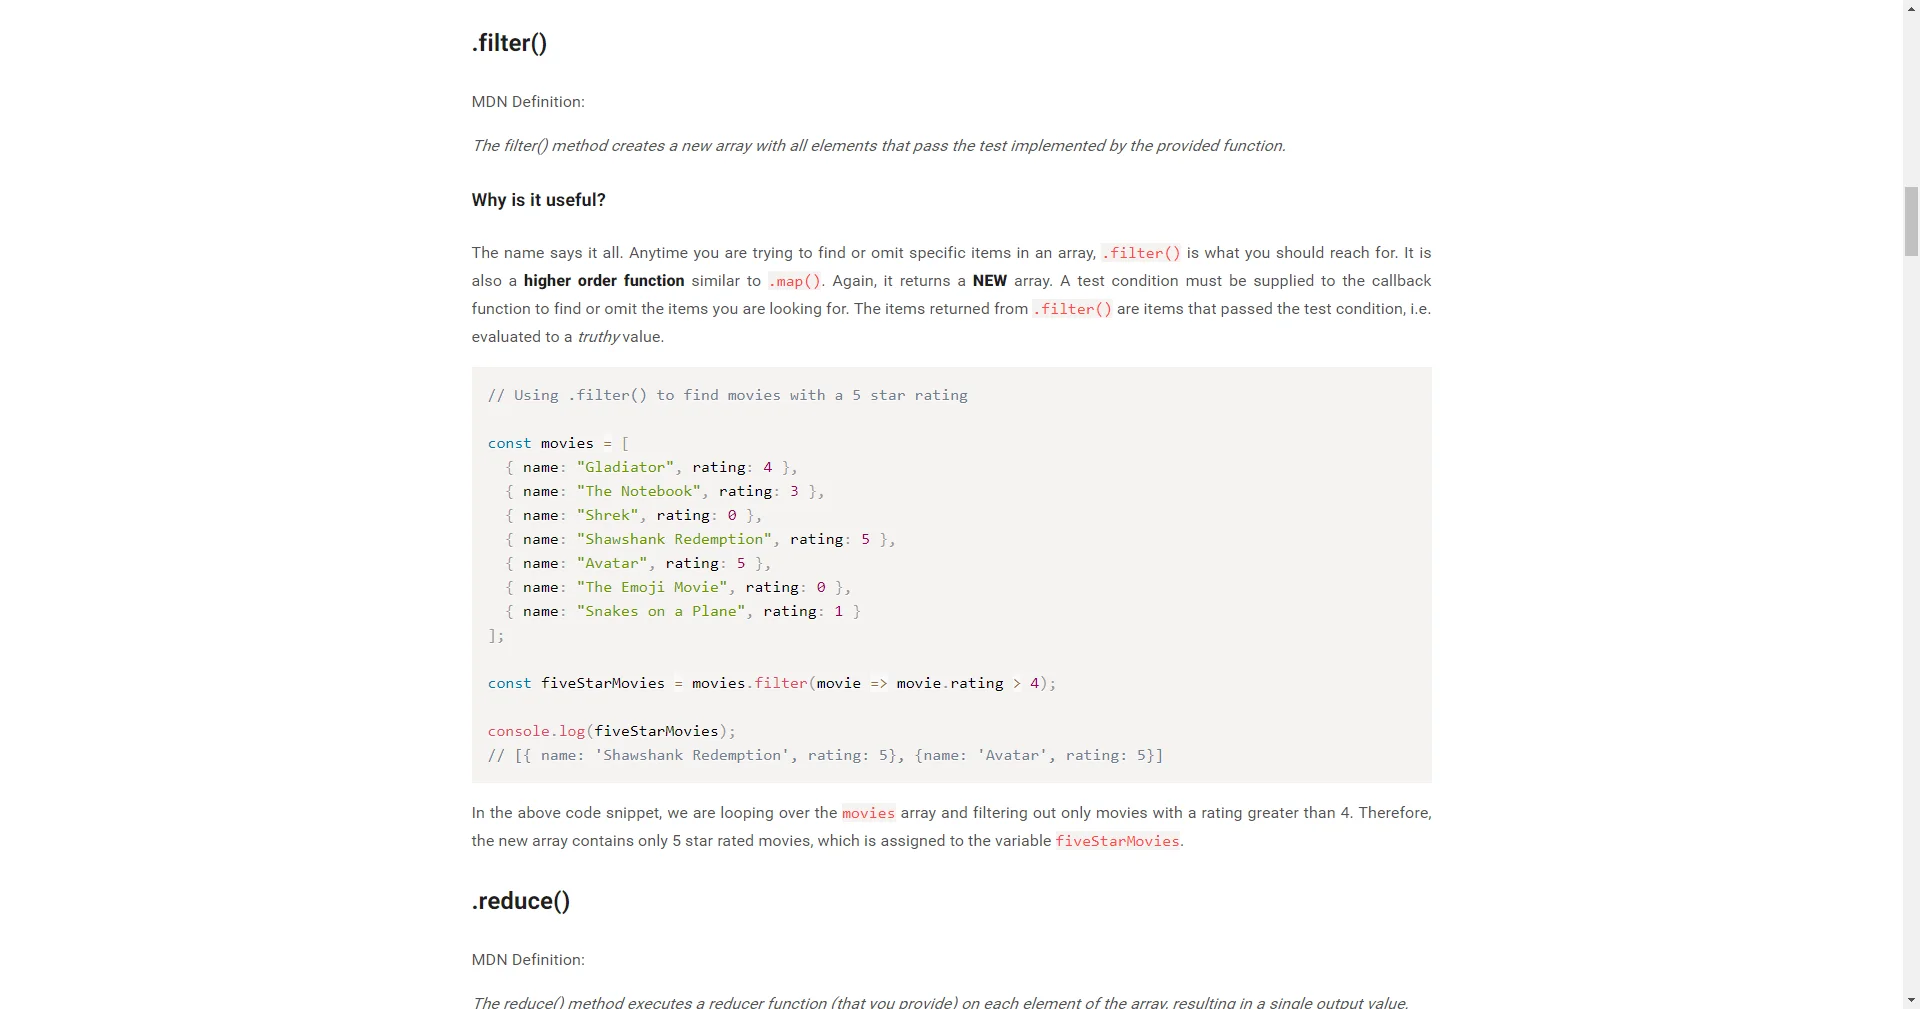 .filter()
MDN Definition:
The filter() method creates a new array with all elements that pass the test implemented by the provided function.
Why is it useful?
The name says it all. Anytime you are trying to find or omit specific items in an array, .filter() is what you should reach for. It is
also a higher order function similar to .map(). Again, it returns a NEW array. A test condition must be supplied to the callback
function to find or omit the items you are looking for. The items returned from .filter() are items that passed the test condition, i.e.
evaluated to a truthy value.
// Using .filter() to find movies with a 5 star rating
const movies = [
  { name: "Gladiator", rating: 4 },
  { name: "The Notebook", rating: 3 },
  { name: "Shrek", rating: 0 },
  { name: "Shawshank Redemption", rating: 5 },
  { name: "Avatar", rating: 5 },
  { name: "The Emoji Movie", rating: 0 },
  { name: "Snakes on a Plane", rating: 1 }
];
const fiveStarMovies = movies.filter(movie => movie.rating > 4);
console.log(fiveStarMovies);
// [{ name: 'Shawshank Redemption', rating: 5}, {name: 'Avatar', rating: 5}]
In the above code snippet, we are looping over the movies array and filtering out only movies with a rating greater than 4. Therefore,
the new array contains only 5 star rated movies, which is assigned to the variable fiveStarMovies.
.reduce()
MDN Definition:
The reduce() method executes a reducer function (that you provide) on each element of the array, resulting in a single output value.